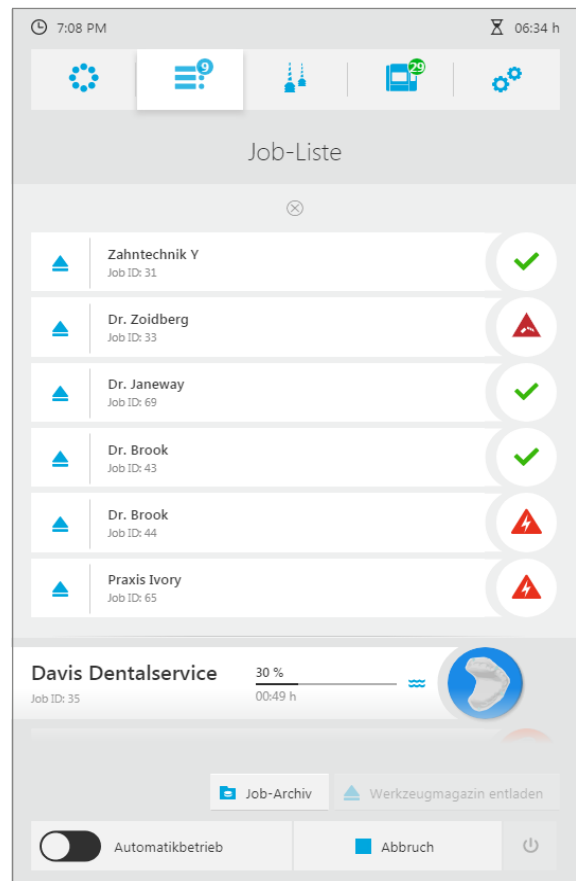 7:08 PM
06:34 h
9
29
Job-Liste
Zahntechnik Y
Job ID: 31
Dr. Zoidberg
Job ID: 33
Dr. Janeway
Job ID: 69
Dr. Brook
Job ID: 43
Dr. Brook
Job ID: 44
Praxis Ivory
Job ID: 65
Davis Dentalservice
Job ID: 35
30 %
00:49 h
Job-Archiv
Werkzeugmagazin entladen
Automatikbetrieb
Abbruch